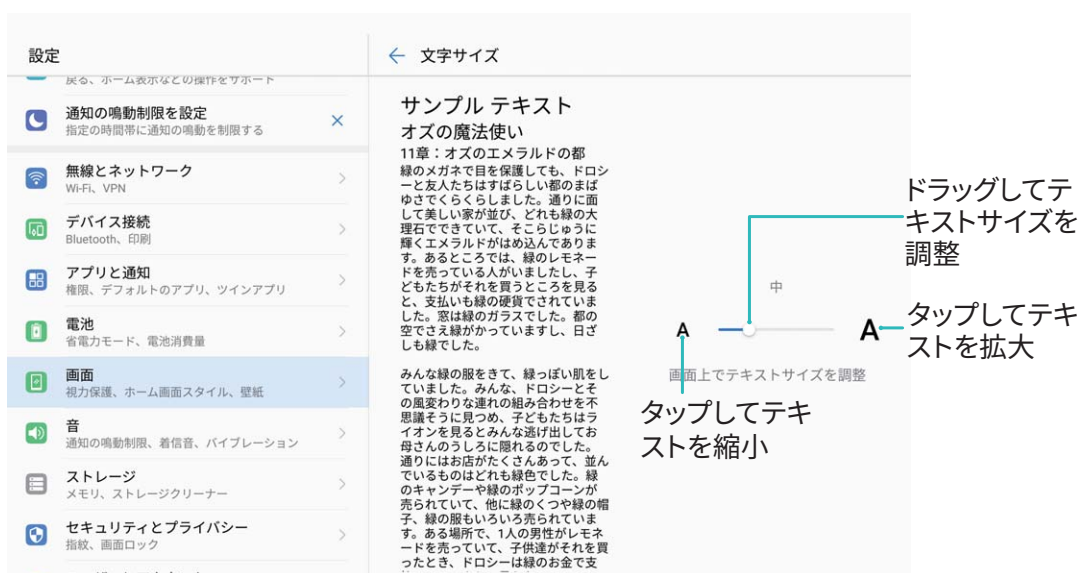 設定
戻る、ホーム表示などの操作をサポート
通知の鳴動制限を設定
指定の時間帯に通知の鳴動を制限する
無線とネットワーク
Wi-Fi、VPN
デバイス接続
Bluetooth、印刷
アプリと通知
権限、デフォルトのアプリ、ツインアプリ
電池
省電力モード、電池消費量
画面
視力保護、ホーム画面スタイル、壁紙
音
通知の鳴動制限、着信音、バイブレーション
ストレージ
メモリ、ストレージクリーナー
セキュリティとプライバシー
指紋、画面ロック
文字サイズ
サンプル テキスト
オズの魔法使い
11章：オズのエメラルドの都
緑のメガネで目を保護しても、ドロシ
ーと友人たちはすばらしい都のまば
ゆさでくらくらしました。通りに面
して美しい家が並び、どれも緑の大
理石でできていて、そこらじゅうに
輝くエメラルドがはめ込んでありま
す。あるところでは、緑のレモネー
ドを売っている人がいましたし、子
どもたちがそれを買うところを見る
と、支払いも緑の硬貨でされていま
した。窓は緑のガラスでした。都の
空でさえ緑がかっていますし、日ざ
しも緑でした。
みんな緑の服をきて、緑っぽい肌をし
ていました。みんな、ドロシーとそ
の風変わりな連れの組み合わせを不
思議そうに見つめ、子どもたちはラ
イオンを見るとみんな逃げ出してお
母さんのうしろに隠れるのでした。
通りにはお店がたくさんあって、並ん
でいるものはどれも緑色でした。緑
のキャンデーや緑のポップコーンが
売られていて、他に緑のくつや緑の帽
子、緑の服もいろいろ売られていま
す。ある場所で、1人の男性がレモネ
ードを売っていて、子供達がそれを買
ったとき、ドロシーは緑のお金で支
中
A
A
画面上でテキストサイズを調整
ドラッグしてテ
キストサイズを
調整
タップしてテキ
ストを拡大
タップしてテキ
ストを縮小